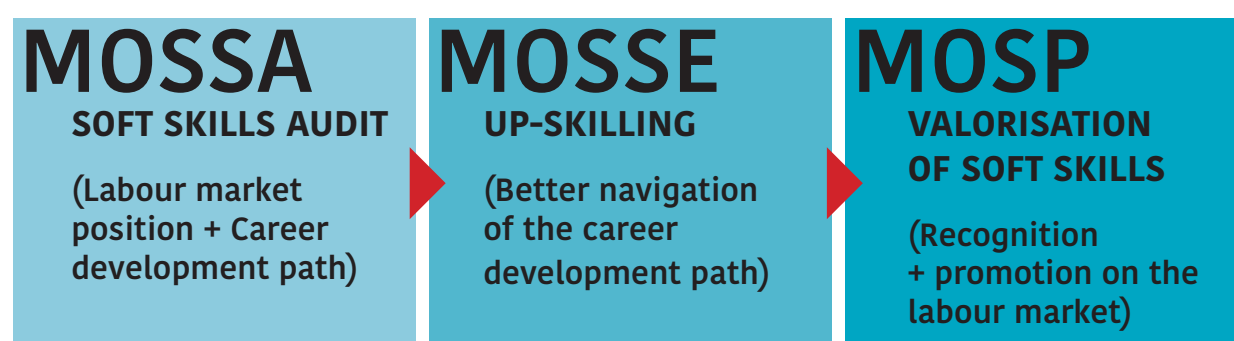 MOSSA
SOFT SKILLS AUDIT
(Labour market
position + Career
development path)
MOSSE
UP-SKILLING
(Better navigation
of the career
development path)
MOSP
VALORISATION
OF SOFT SKILLS
(Recognition
+ promotion on the
labour market)